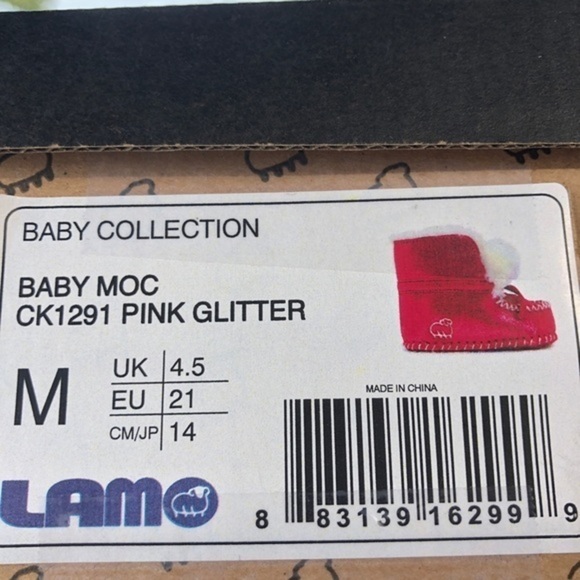 BABY COLLECTION
BABY MOC
CK1291 PINK GLITTER
M
UK 4.5
EU 21
CM/JP 14
MADE IN CHINA
LAMO
8 83139 16299 9